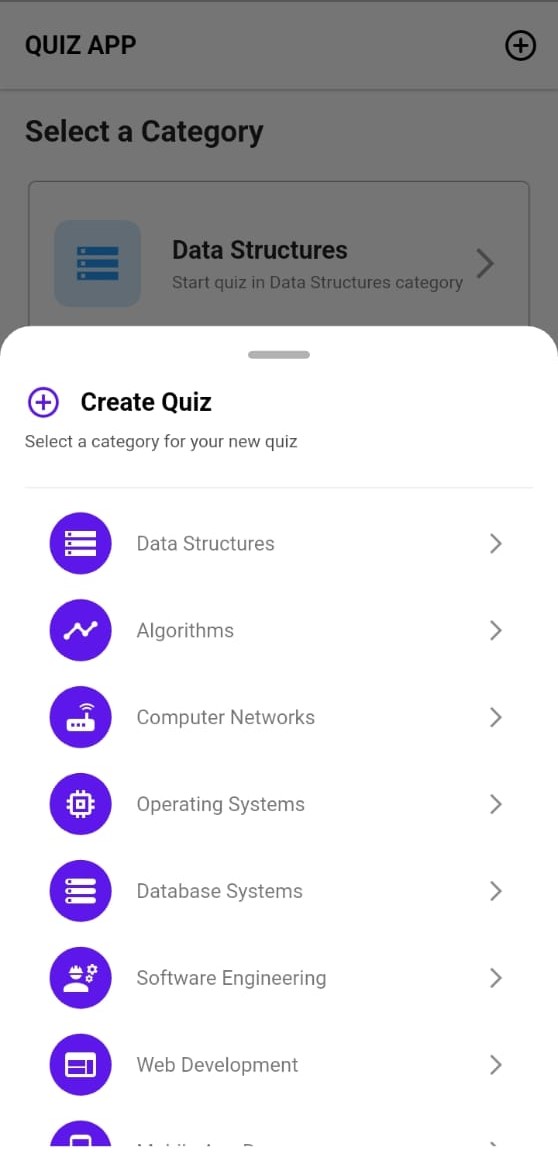 QUIZ APP
Select a Category
Data Structures
Start quiz in Data Structures category
Create Quiz
Select a category for your new quiz
Data Structures
Algorithms
Computer Networks
Operating Systems
Database Systems
Software Engineering
Web Development